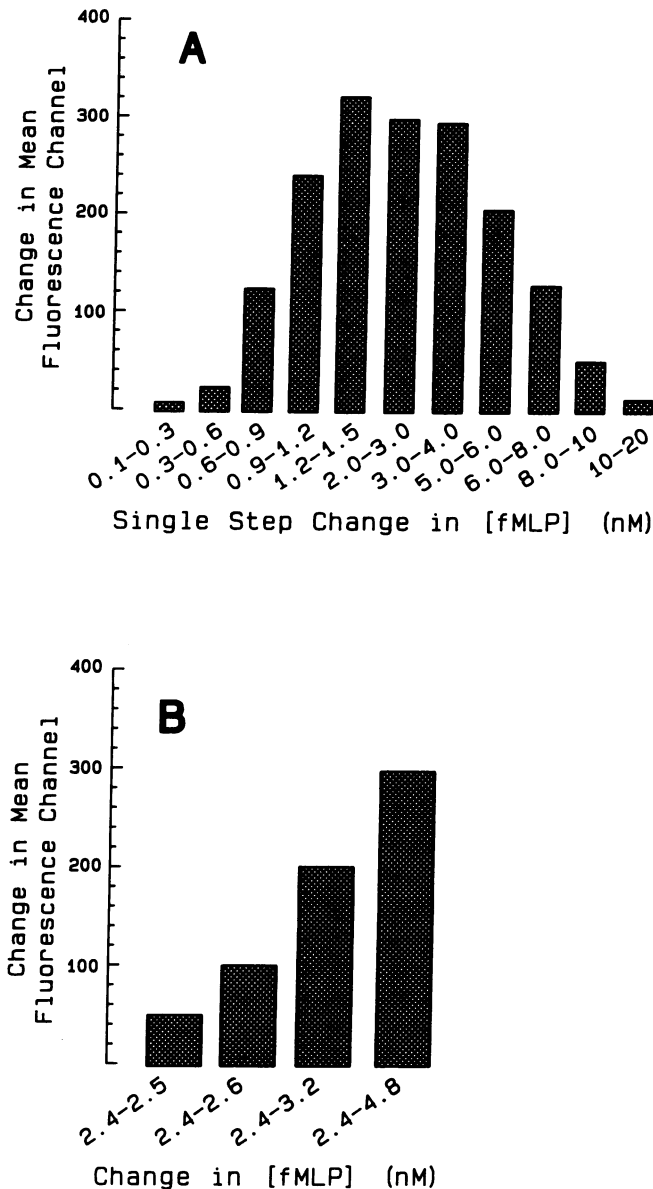 A
400
300
200
100
Change in Mean
Fluorescence Channel
0.1-0.3
0.3-0.6
0.6-0.9
0.9-1.2
1.2-1.5
2.0-3.0
3.0-4.0
5.0-6.0
6.0-8.0
8.0-10
10-20
Single Step Change in [fMLP] (nM)
B
400
300
200
100
Change in Mean
Fluorescence Channel
2.4-2.5
2.4-2.6
2.4-3.2
2.4-4.8
Change in [fMLP] (nM)